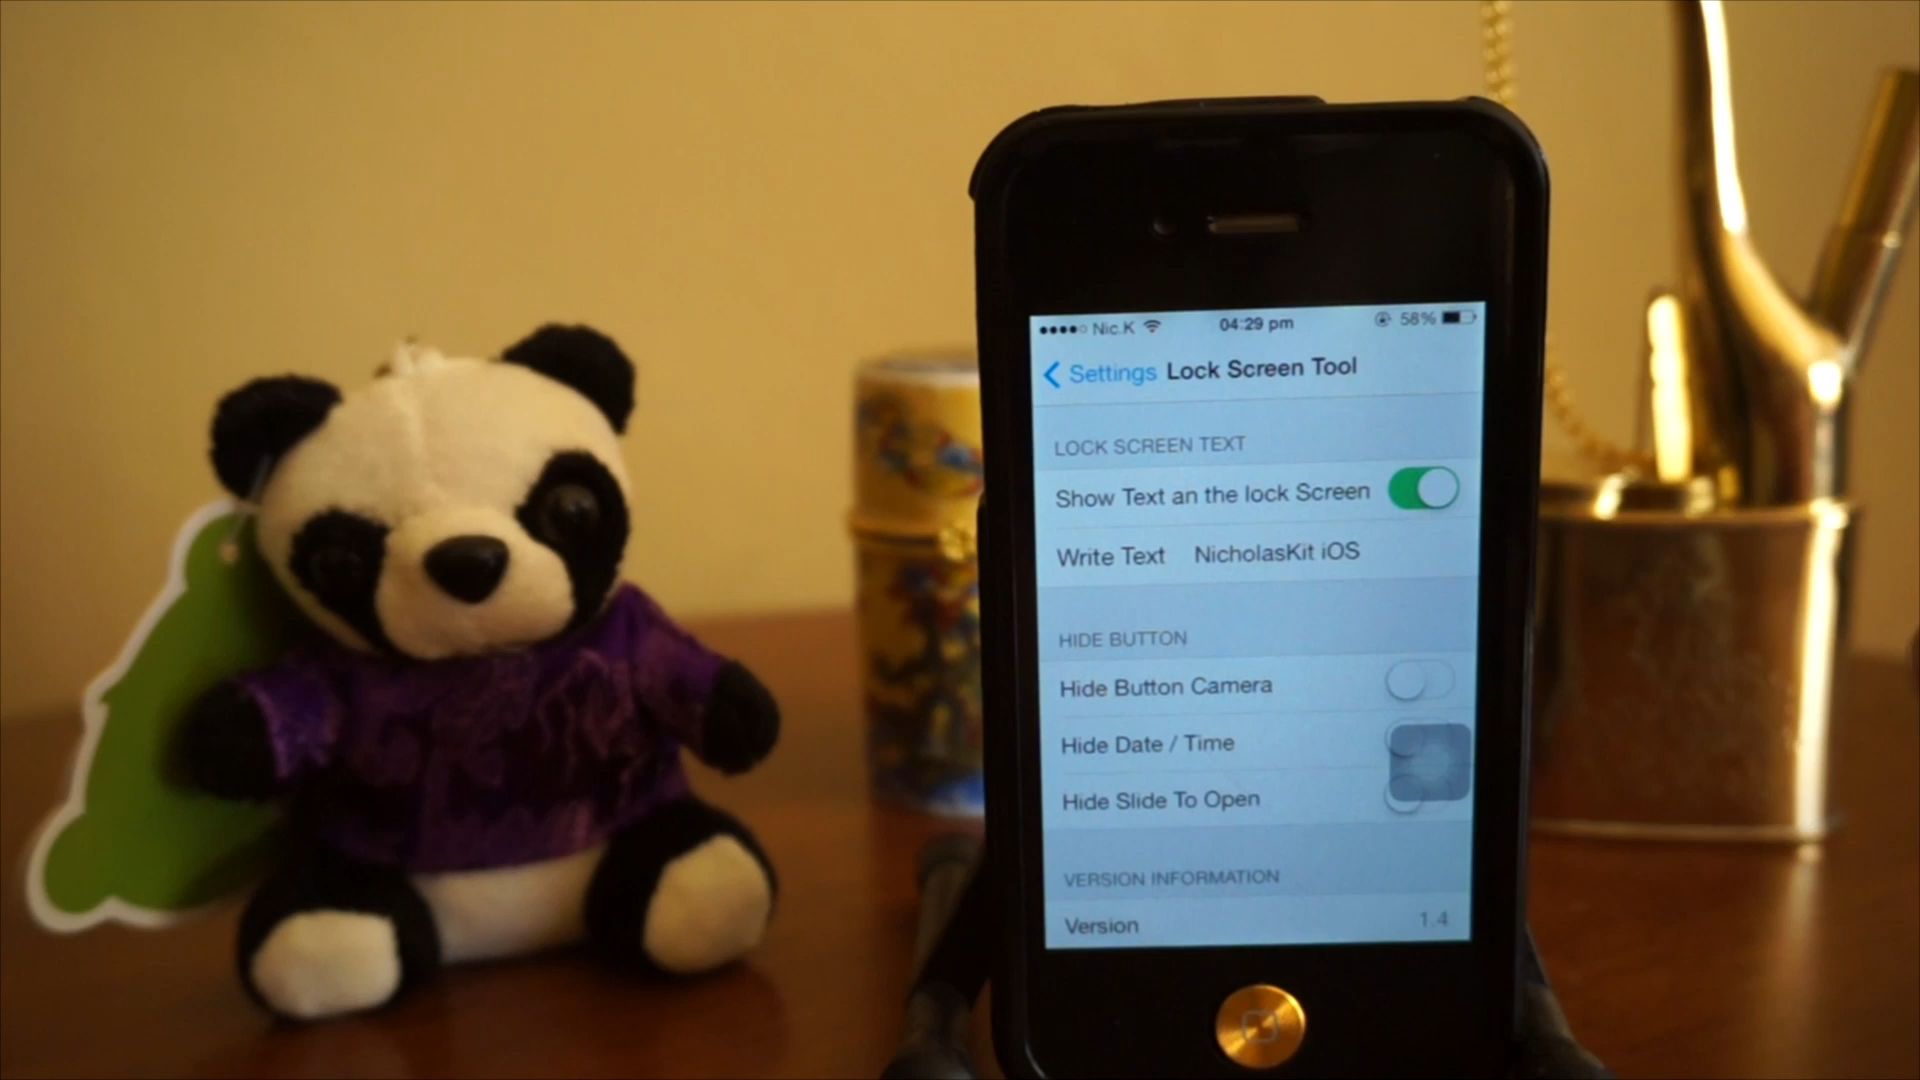 Nic.K 04:29 pm 58%
Settings Lock Screen Tool
LOCK SCREEN TEXT
Show Text an the lock Screen
Write Text NicholasKit iOS
HIDE BUTTON
Hide Button Camera
Hide Date / Time
Hide Slide To Open
VERSION INFORMATION
Version 1.4